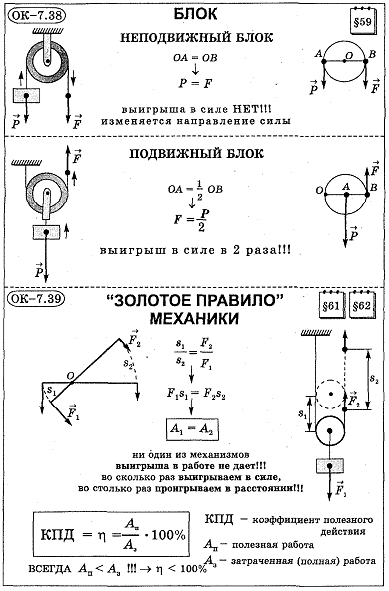 ОК-7.38
БЛОК
§59
НЕПОДВИЖНЫЙ БЛОК
OA = OB
↓
P = F
A O B
P⃗ F⃗
P⃗ F⃗
выигрыша в силе НЕТ!!!
изменяется направление силы
ПОДВИЖНЫЙ БЛОК
OA = 1/2 OB
↓
F = P/2
F⃗
P⃗
F⃗
O A B
P⃗
выигрыш в силе в 2 раза!!!
ОК-7.39
"ЗОЛОТОЕ ПРАВИЛО"
МЕХАНИКИ
§61 §62
s₁/s₂ = F₂/F₁
↓
F₁s₁ = F₂s₂
↓
A₁ = A₂
F⃗₂
s₂
O
s₁
F⃗₁
s₂
F⃗₂
s₁
F⃗₁
ни один из механизмов
выигрыша в работе не дает!!!
во сколько раз выигрываем в силе,
во столько раз проигрываем в расстоянии!!!
КПД = η = Aп/Aз · 100%
КПД – коэффициент полезного
действия
Aп – полезная работа
Aз – затраченная (полная) работа
ВСЕГДА Aп < Aз !!! → η < 100%